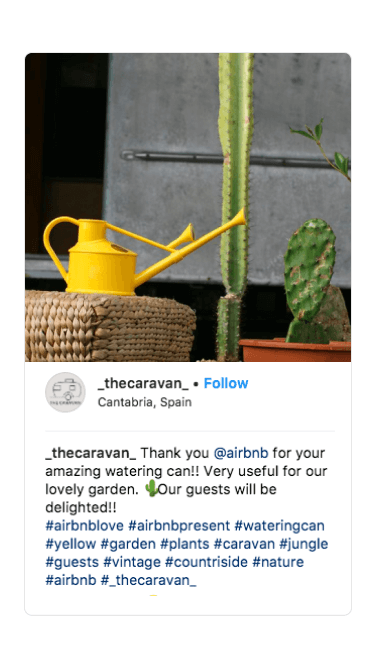 _thecaravan_ • Follow
Cantabria, Spain
_thecaravan_ Thank you @airbnb for your
amazing watering can!! Very useful for our
lovely garden. 🌵Our guests will be
delighted!!
#airbnblove #airbnbpresent #wateringcan
#yellow #garden #plants #caravan #jungle
#guests #vintage #countriside #nature
#airbnb #_thecaravan_